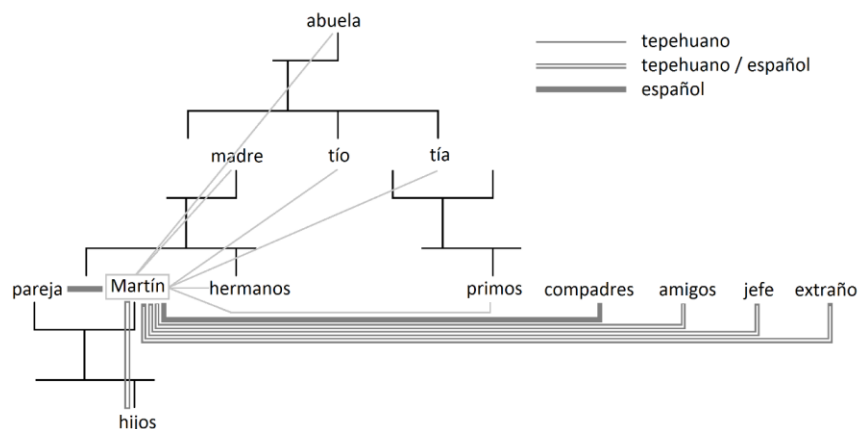 abuela
tepehuano
tepehuano / español
español
madre tío tía
pareja Martín hermanos primos compadres amigos jefe extraño
hijos